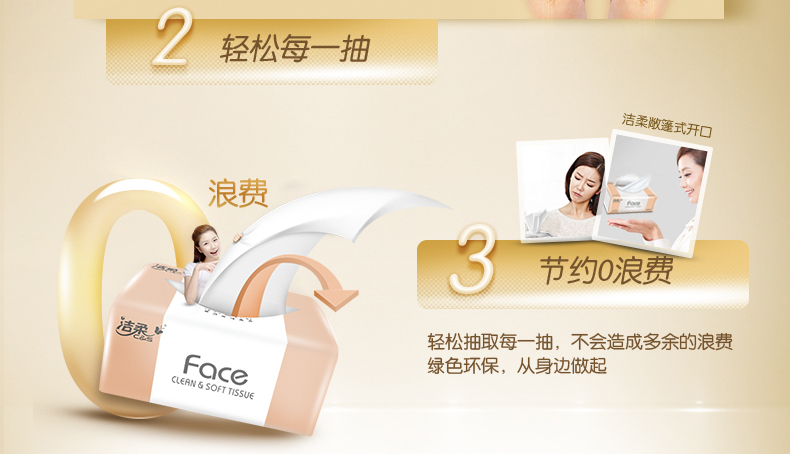 2 轻松每一抽
洁柔敞篷式开口
0浪费
Face
3 节约0浪费
洁柔
C&S
Face
CLEAN & SOFT TISSUE
轻松抽取每一抽，不会造成多余的浪费
绿色环保，从身边做起